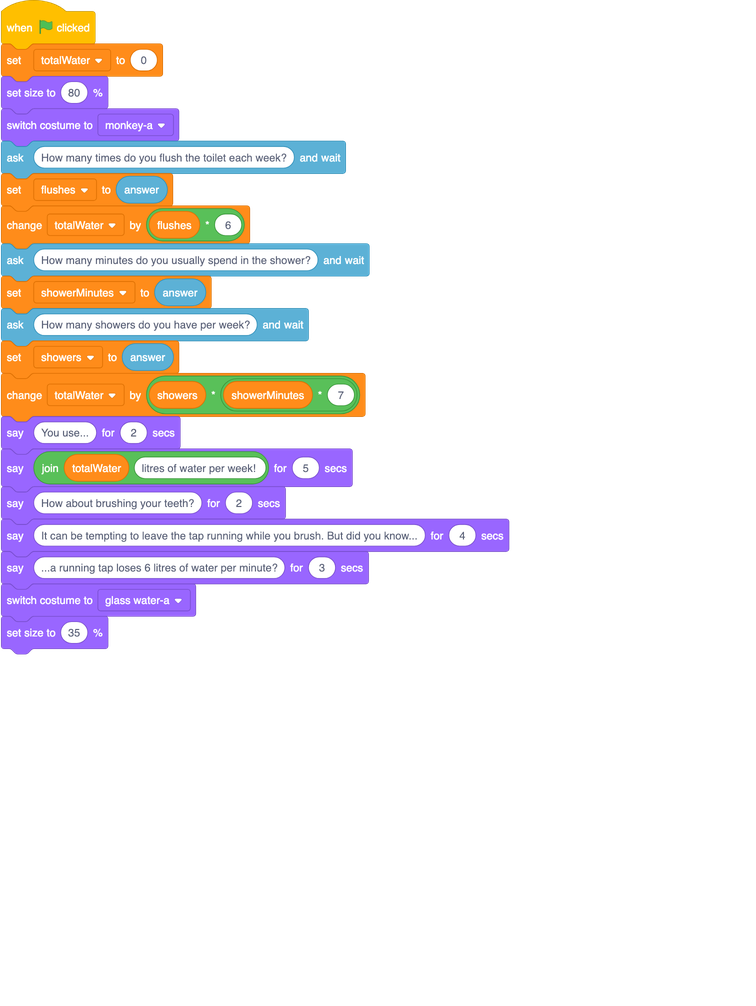 when clicked
set totalWater to 0
set size to 80 %
switch costume to monkey-a
ask How many times do you flush the toilet each week? and wait
set flushes to answer
change totalWater by flushes * 6
ask How many minutes do you usually spend in the shower? and wait
set showerMinutes to answer
ask How many showers do you have per week? and wait
set showers to answer
change totalWater by showers * showerMinutes * 7
say You use... for 2 secs
say join totalWater litres of water per week! for 5 secs
say How about brushing your teeth? for 2 secs
say It can be tempting to leave the tap running while you brush. But did you know... for 4 secs
say ...a running tap loses 6 litres of water per minute? for 3 secs
switch costume to glass water-a
set size to 35 %